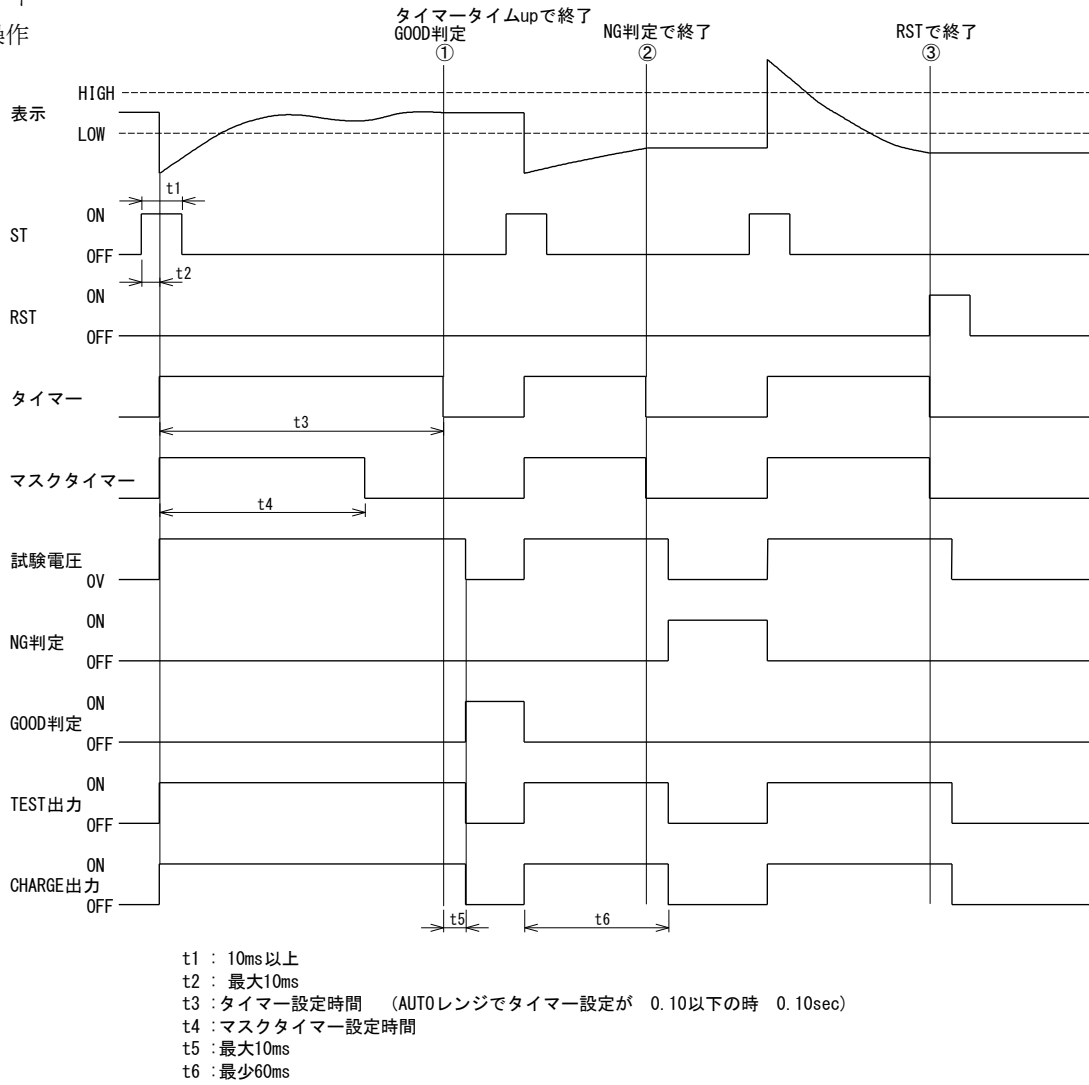 操作
タイマータイムupで終了
GOOD判定
①
NG判定で終了
②
RSTで終了
③
表示
HIGH
LOW
t1
ST
ON
OFF
t2
RST
ON
OFF
タイマー
t3
マスクタイマー
t4
試験電圧
0V
NG判定
ON
OFF
GOOD判定
ON
OFF
TEST出力
ON
OFF
CHARGE出力
ON
OFF
t5
t6
t1 : 10ms以上
t2 : 最大10ms
t3 :タイマー設定時間 (AUTOレンジでタイマー設定が 0.10以下の時 0.10sec)
t4 :マスクタイマー設定時間
t5 :最大10ms
t6 :最少60ms